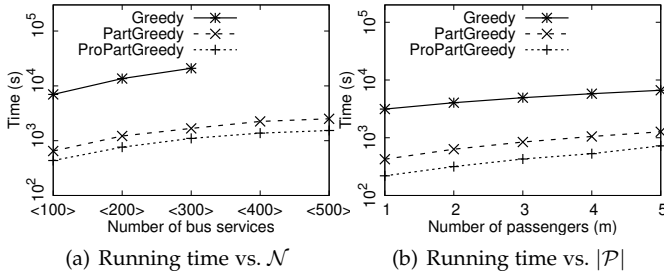 Greedy
PartGreedy
ProPartGreedy
10^5
10^4
10^3
10^2
Time (s)
<100> <200> <300> <400> <500>
Number of bus services
(a) Running time vs. 𝒩
Greedy
PartGreedy
ProPartGreedy
10^5
10^4
10^3
10^2
Time (s)
1 2 3 4 5
Number of passengers (m)
(b) Running time vs. |𝒫|